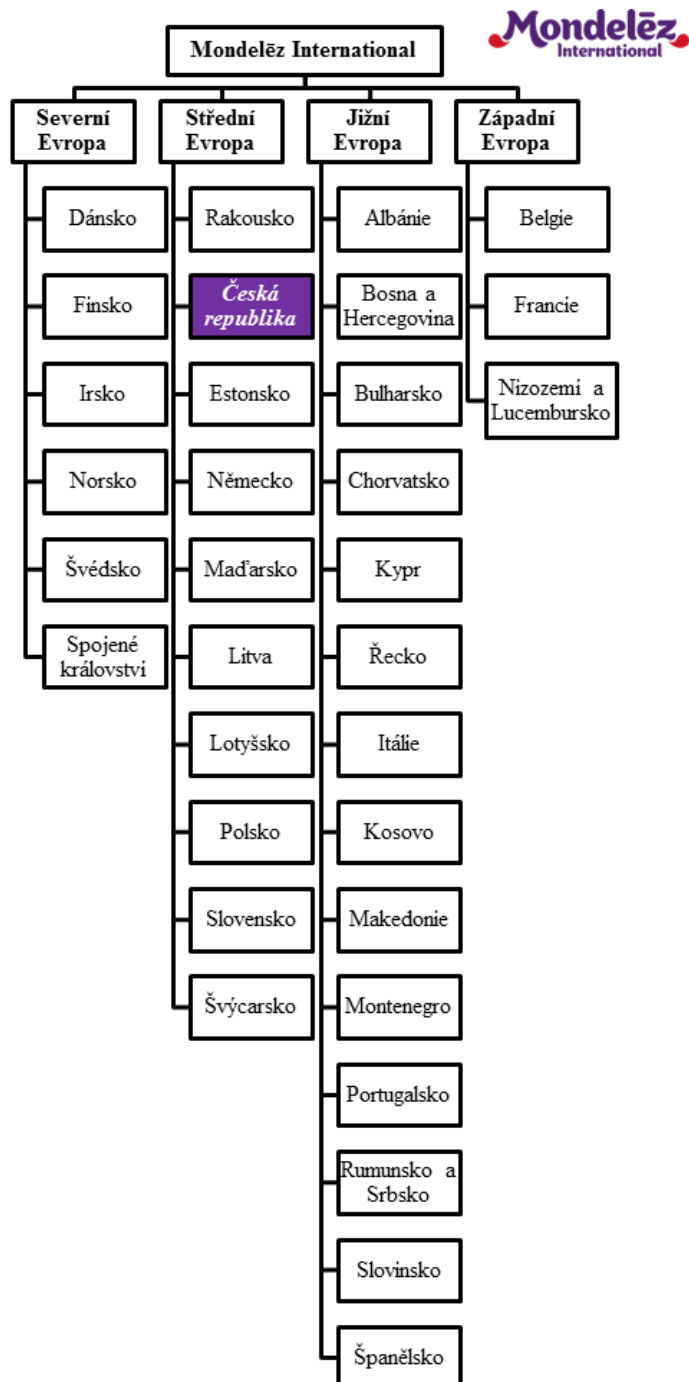 Mondelēz
International
Mondelēz International
Severní
Evropa
Střední
Evropa
Jižní
Evropa
Západní
Evropa
Dánsko
Finsko
Irsko
Norsko
Švédsko
Spojené
království
Rakousko
Česká
republika
Estonsko
Německo
Maďarsko
Litva
Lotyšsko
Polsko
Slovensko
Švýcarsko
Albánie
Bosna a
Hercegovina
Bulharsko
Chorvatsko
Kypr
Řecko
Itálie
Kosovo
Makedonie
Montenegro
Portugalsko
Rumunsko a
Srbsko
Slovinsko
Španělsko
Belgie
Francie
Nizozemí a
Lucembursko